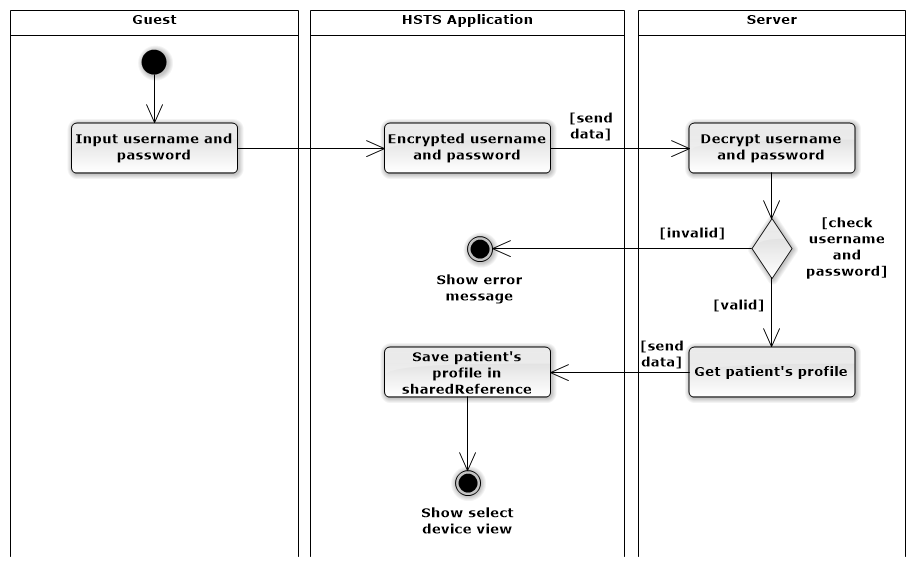 Guest
HSTS Application
Server
Input username and
password
Encrypted username
and password
[send
data]
Decrypt username
and password
[check
username
and
password]
[invalid]
Show error
message
[valid]
Get patient's profile
[send
data]
Save patient's
profile in
sharedReference
Show select
device view